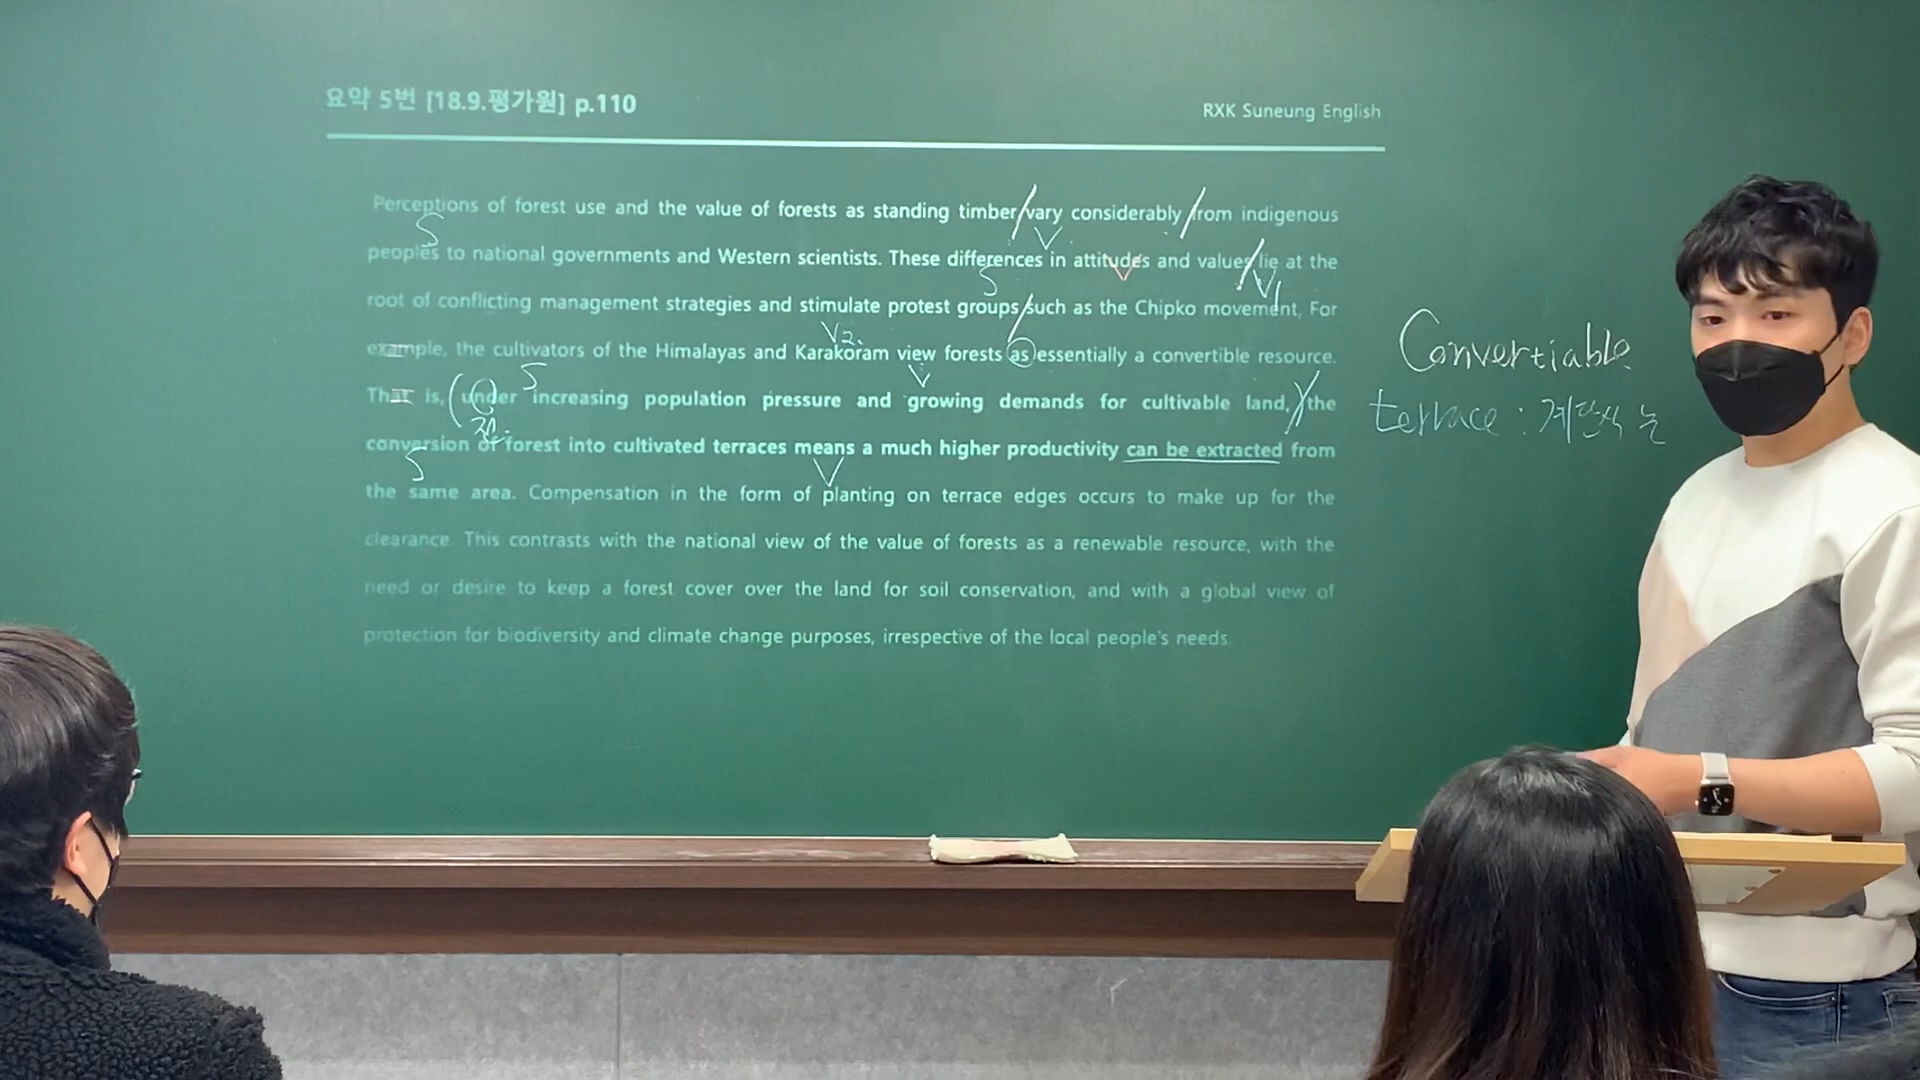 요약 5번 [18.9.평가원] p.110
RXK Suneung English
Perceptions of forest use and the value of forests as standing timber vary considerably from indigenous
peoples to national governments and Western scientists. These differences in attitudes and values lie at the
root of conflicting management strategies and stimulate protest groups such as the Chipko movement, For
example, the cultivators of the Himalayas and Karakoram view forests as essentially a convertible resource.
That is, under increasing population pressure and growing demands for cultivable land, the
conversion of forest into cultivated terraces means a much higher productivity can be extracted from
the same area. Compensation in the form of planting on terrace edges occurs to make up for the
clearance. This contrasts with the national view of the value of forests as a renewable resource, with the
need or desire to keep a forest cover over the land for soil conservation, and with a global view of
protection for biodiversity and climate change purposes, irrespective of the local people's needs.
S
V
S
V1
V2.
S
V
전.
S
V
Convertiable
terrace : 계단식 논